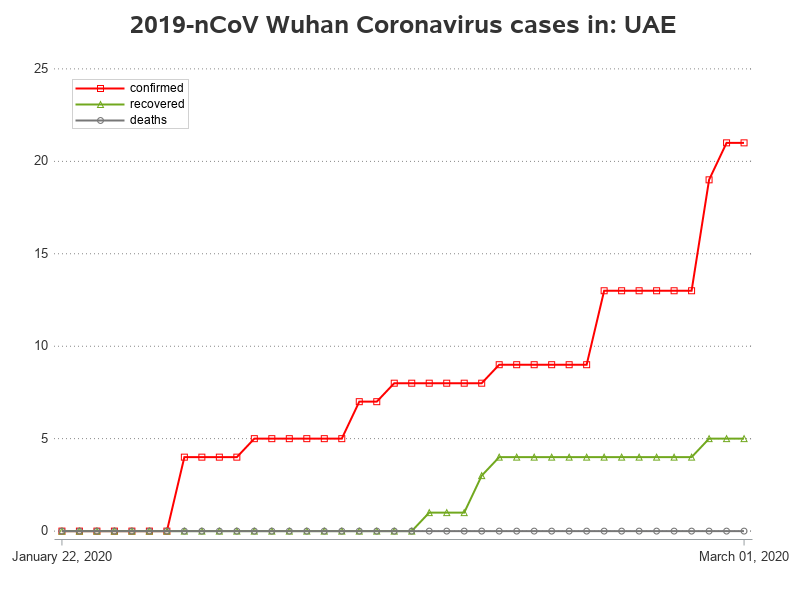 2019-nCoV Wuhan Coronavirus cases in: UAE
25
confirmed
recovered
deaths
20
15
10
5
0
January 22, 2020
March 01, 2020